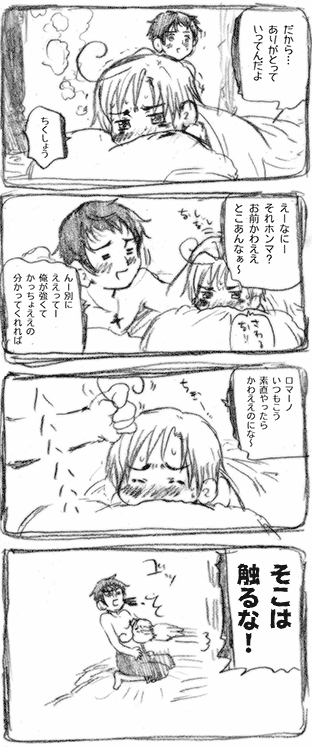 だから…
ありがとって
いってんだよ
ちくしょう
えーなにー
それホンマ？
お前かわええ
とこあんなぁ〜
んー別に
ええってー
俺が強くて
かっちょええの
分かってくれれば
さわるな
ロマーノ
いつもこう
素直やったら
かわええのにな〜
そこは
触るな！